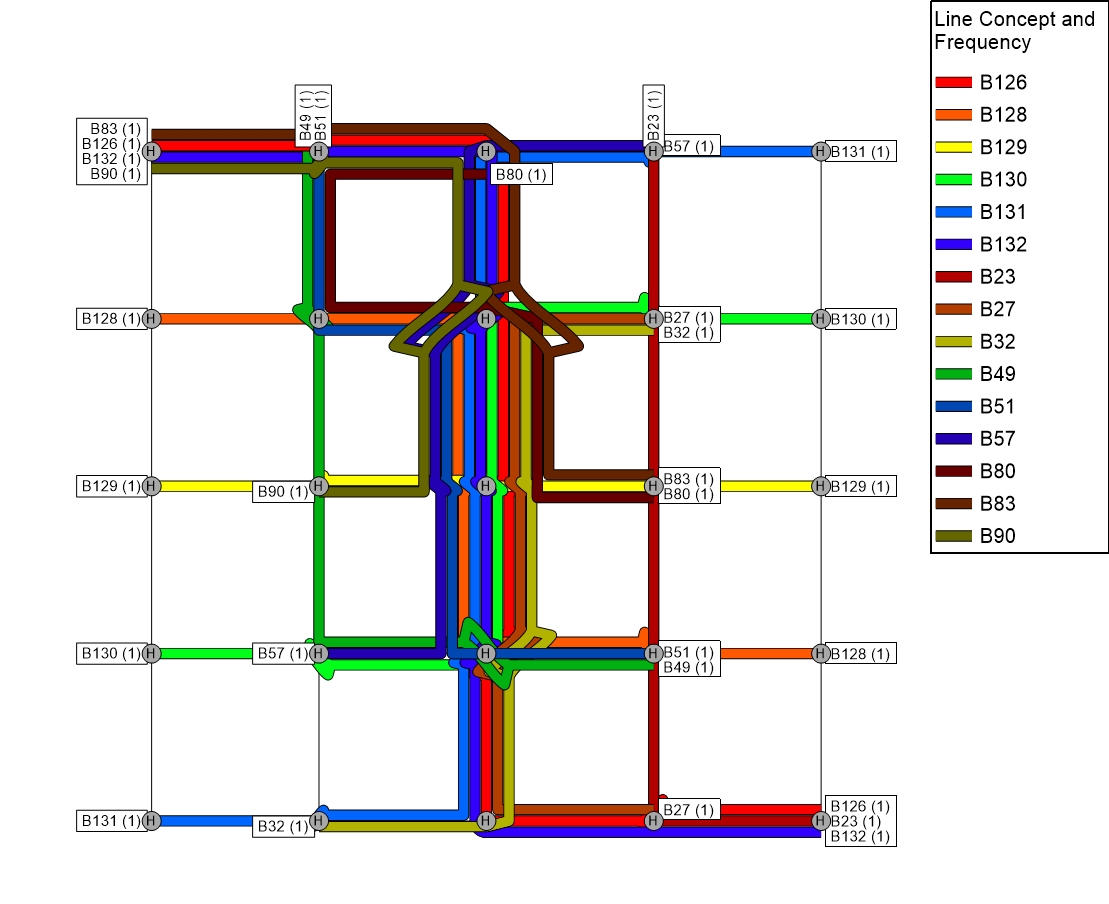 Line Concept and
Frequency
B126
B128
B129
B130
B131
B132
B23
B27
B32
B49
B51
B57
B80
B83
B90
B49 (1)
B51 (1)
B23 (1)
B83 (1)
B126 (1)
B132 (1)
B90 (1)
H
H
H
B80 (1)
H
B57 (1)
H
B131 (1)
B128 (1)
H
H
H
H
B27 (1)
B32 (1)
H
B130 (1)
B129 (1)
H
B90 (1)
H
H
H
B83 (1)
B80 (1)
H
B129 (1)
B130 (1)
H
B57 (1)
H
H
H
B51 (1)
B49 (1)
H
B128 (1)
B131 (1)
H
B32 (1)
H
H
H
B27 (1)
H
B126 (1)
B23 (1)
B132 (1)